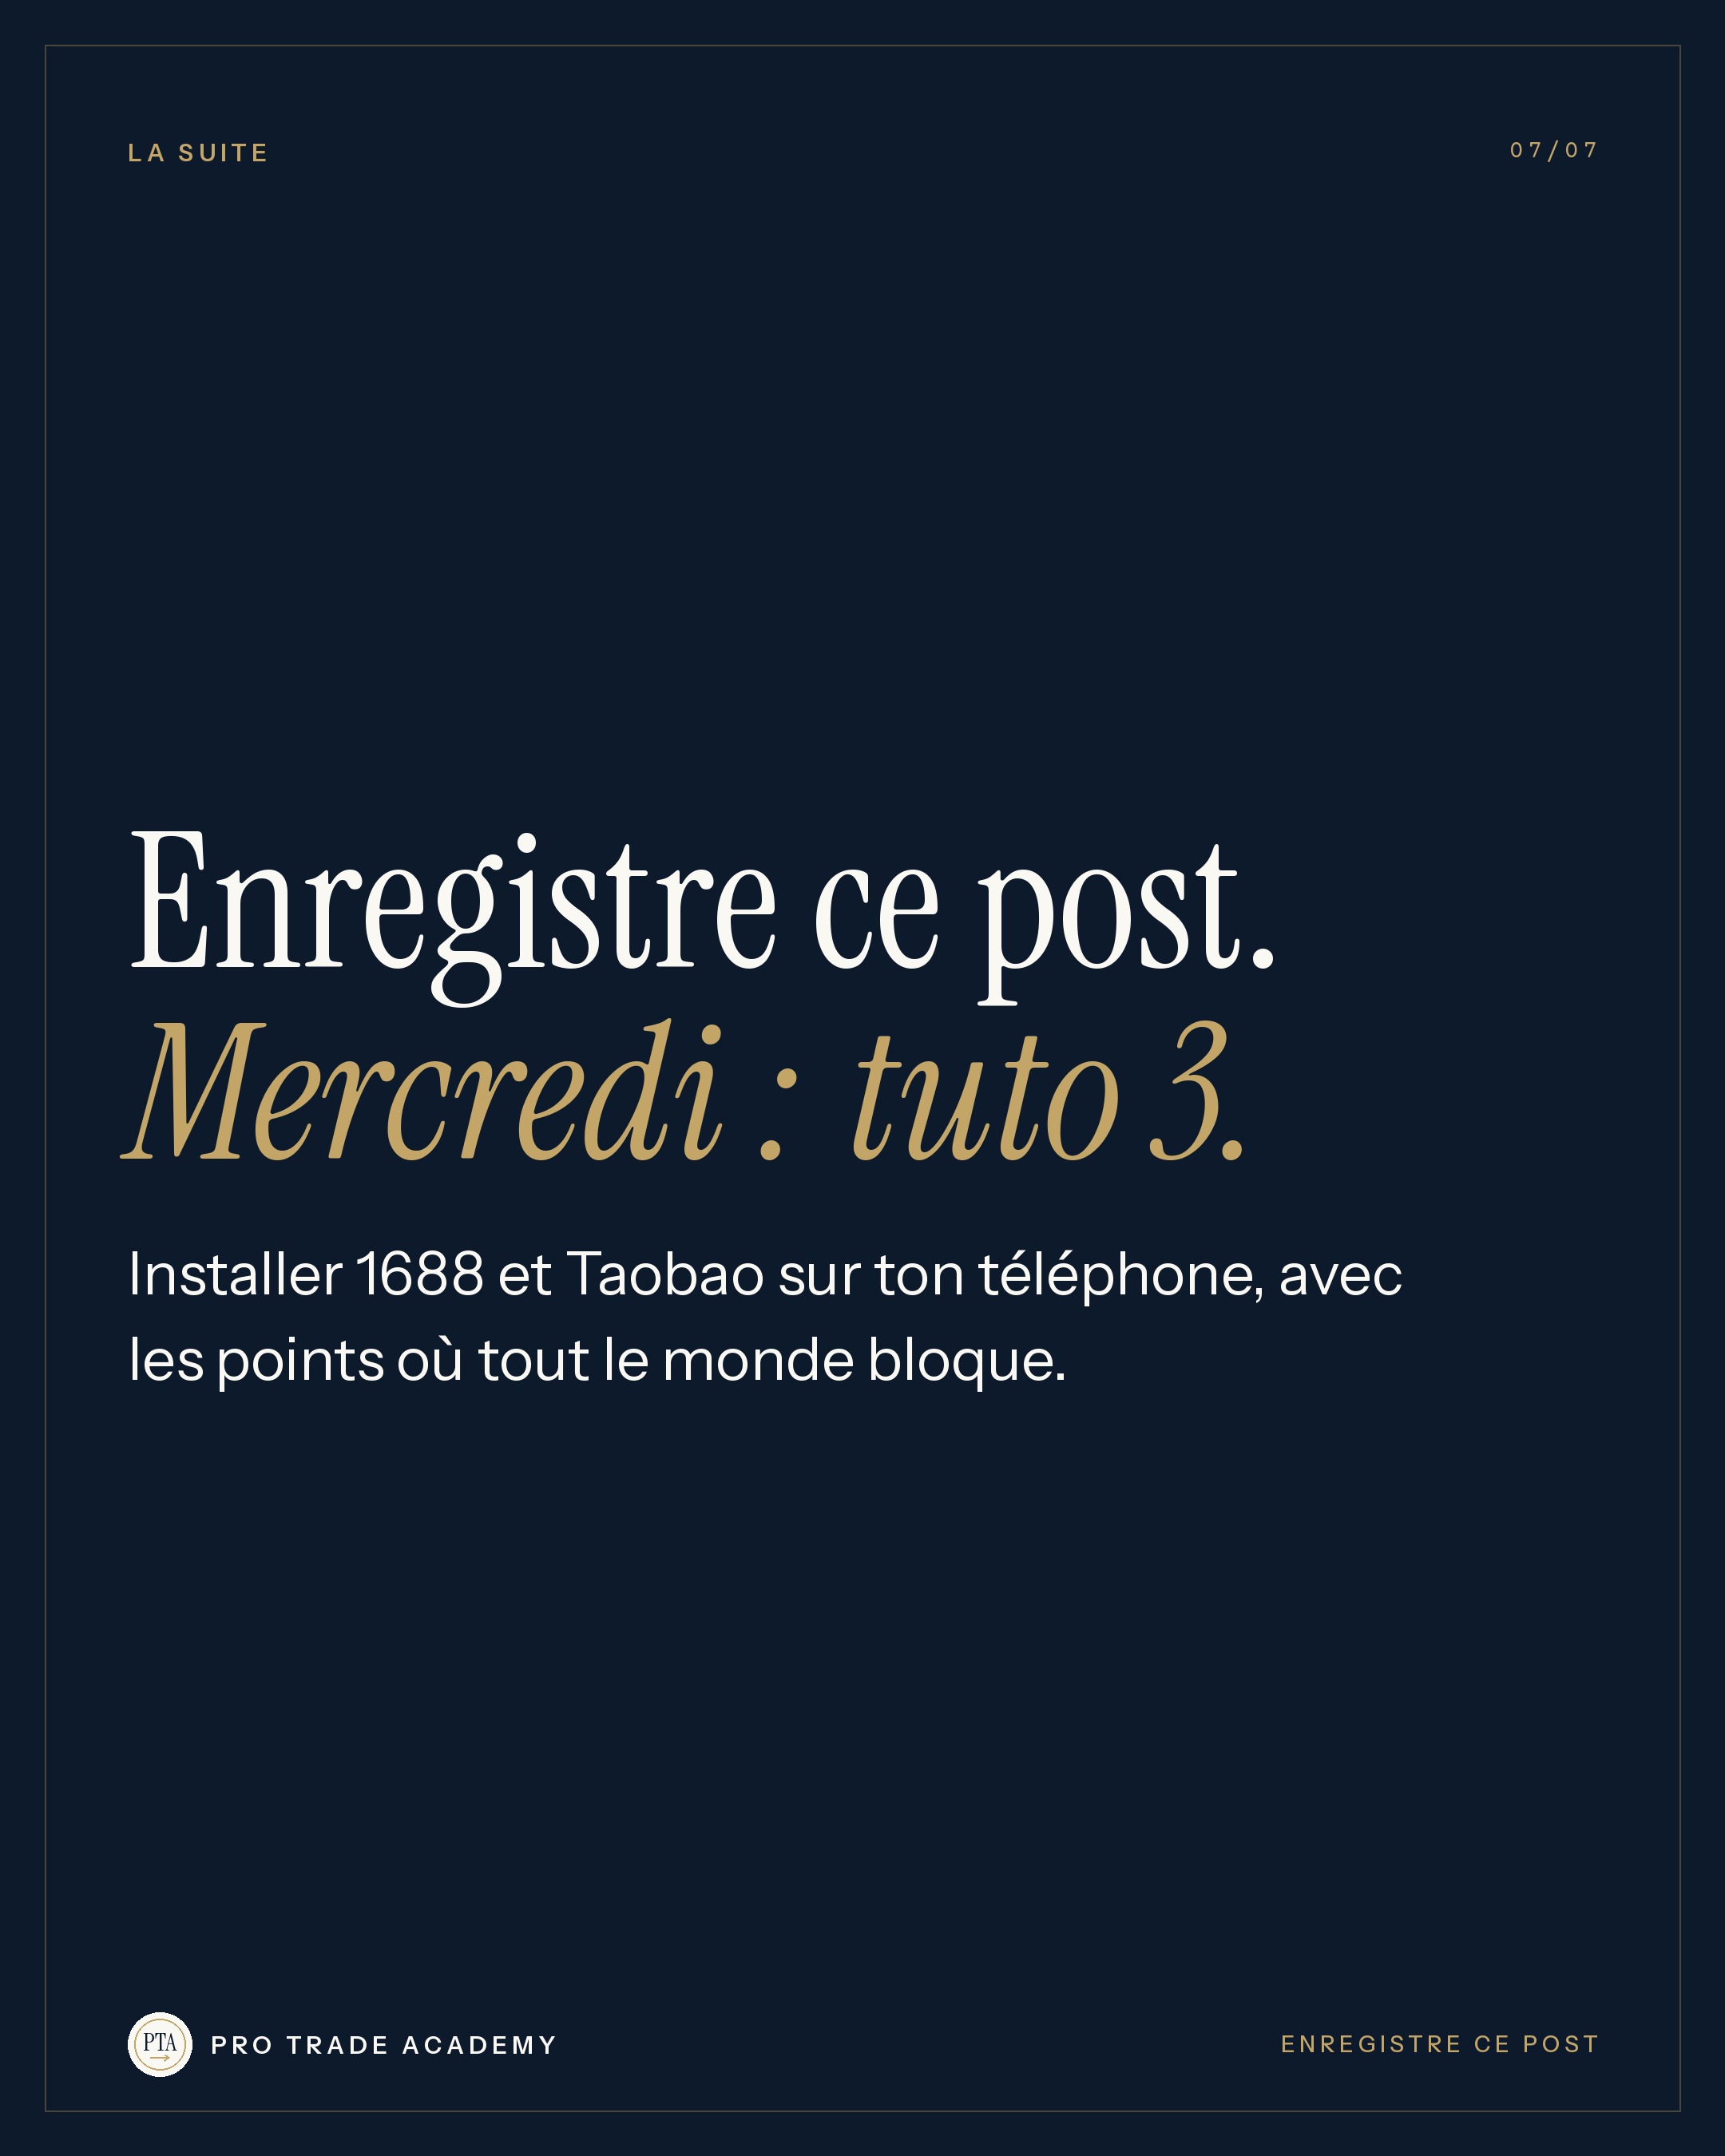 LA SUITE
07/07
Enregistre ce post.
Mercredi : tuto 3.
Installer 1688 et Taobao sur ton téléphone, avec
les points où tout le monde bloque.
PTA
PRO TRADE ACADEMY
ENREGISTRE CE POST